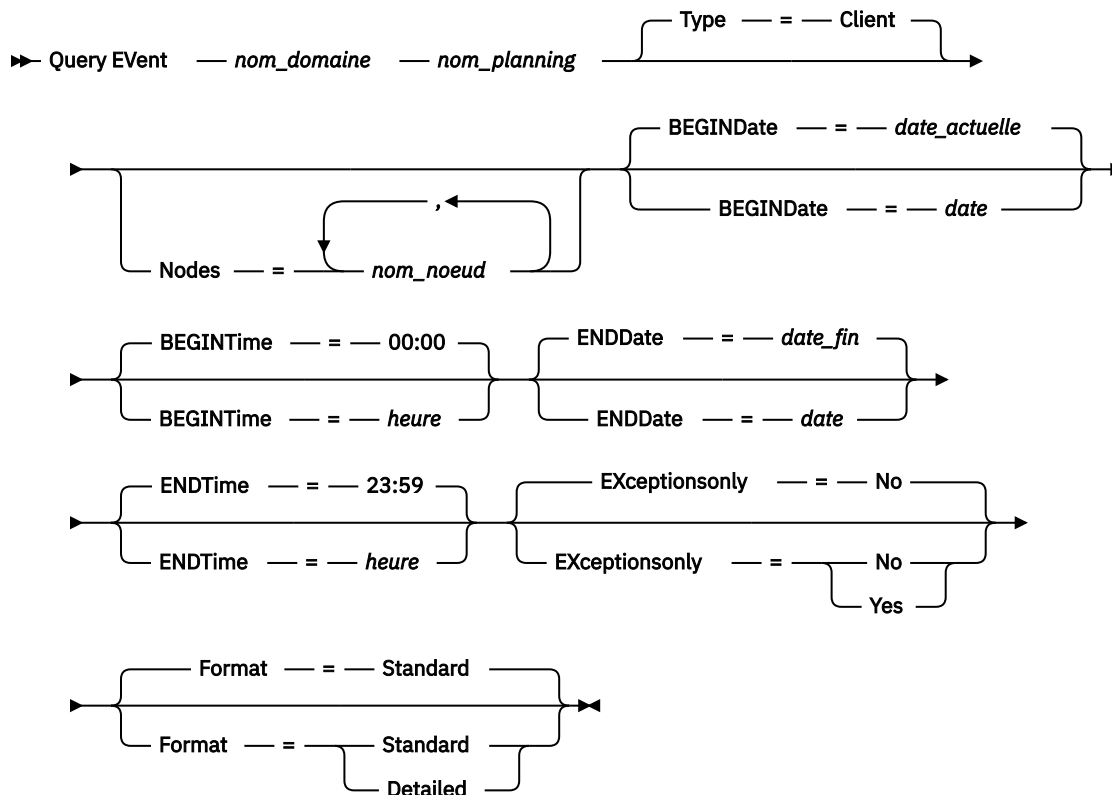 Type = Client
Query EVent nom_domaine nom_planning
BEGINDate = date_actuelle
BEGINDate = date
,
Nodes = nom_noeud
BEGINTime = 00:00 ENDDate = date_fin
BEGINTime = heure ENDDate = date
ENDTime = 23:59 EXceptionsonly = No
ENDTime = heure EXceptionsonly = No
Yes
Format = Standard
Format = Standard
Detailed